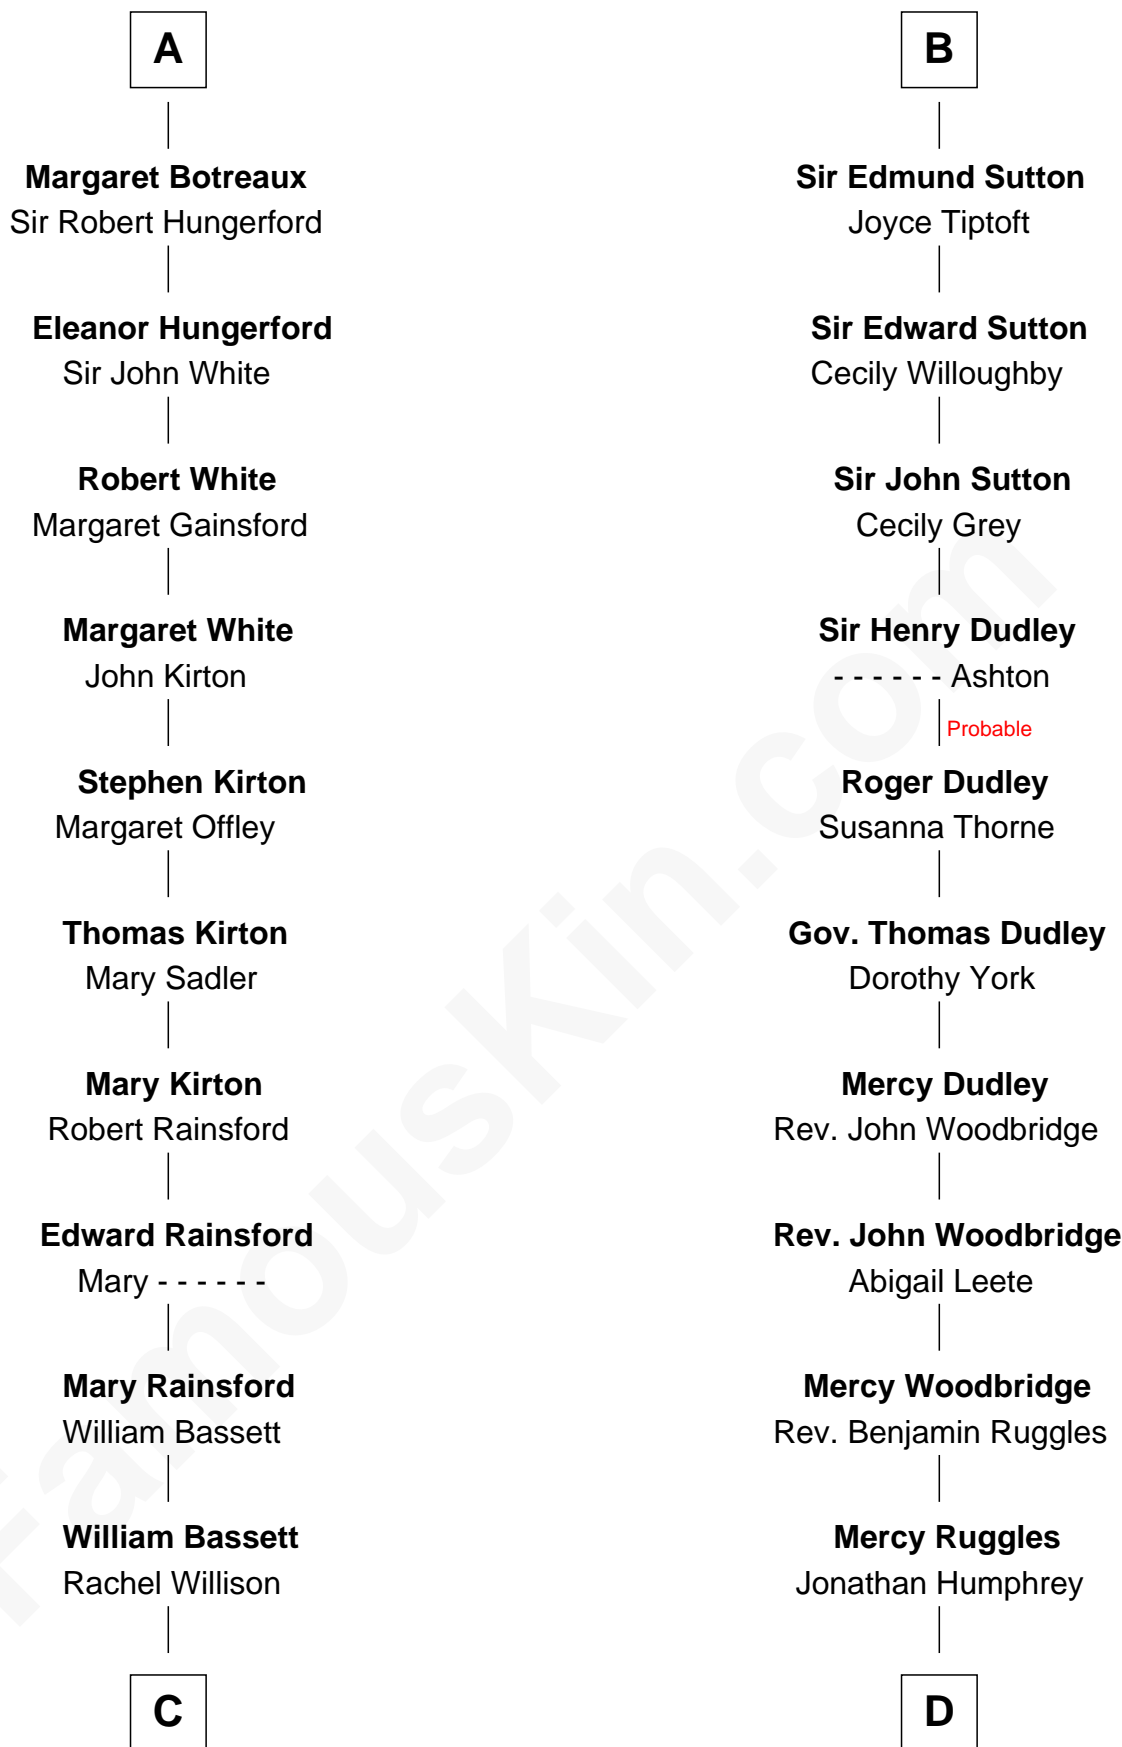 A
Margaret Botreaux
Sir Robert Hungerford
Eleanor Hungerford
Sir John White
Robert White
Margaret Gainsford
Margaret White
John Kirton
Stephen Kirton
Margaret Offley
Thomas Kirton
Mary Sadler
Mary Kirton
Robert Rainsford
Edward Rainsford
Mary - - - - - -
Mary Rainsford
William Bassett
William Bassett
Rachel Willison
C
B
Sir Edmund Sutton
Joyce Tiptoft
Sir Edward Sutton
Cecily Willoughby
Sir John Sutton
Cecily Grey
Sir Henry Dudley
- - - - - - Ashton
Probable
Roger Dudley
Susanna Thorne
Gov. Thomas Dudley
Dorothy York
Mercy Dudley
Rev. John Woodbridge
Rev. John Woodbridge
Abigail Leete
Mercy Woodbridge
Rev. Benjamin Ruggles
Mercy Ruggles
Jonathan Humphrey
D
FamousKin.com